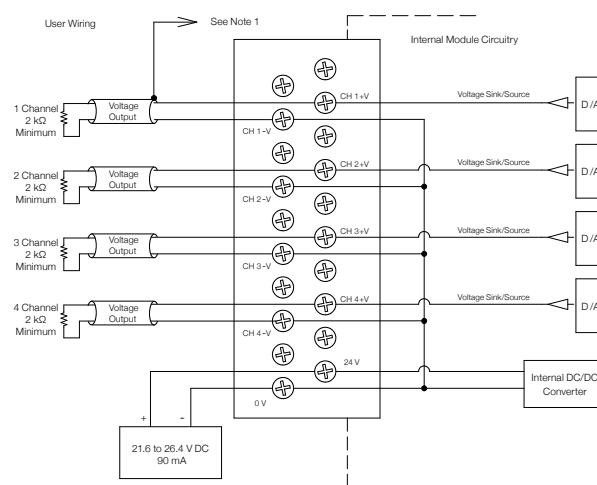 User Wiring
See Note 1
Internal Module Circuitry
1 Channel
2 kΩ
Minimum
Voltage
Output
CH 1+V
Voltage Sink/Source
D/A
CH 1-V
2 Channel
2 kΩ
Minimum
Voltage
Output
CH 2+V
Voltage Sink/Source
D/A
CH 2-V
3 Channel
2 kΩ
Minimum
Voltage
Output
CH 3+V
Voltage Sink/Source
D/A
CH 3-V
4 Channel
2 kΩ
Minimum
Voltage
Output
CH 4+V
Voltage Sink/Source
D/A
CH 4-V
24 V
Internal DC/DC
Converter
0 V
+ -
21.6 to 26.4 V DC
90 mA